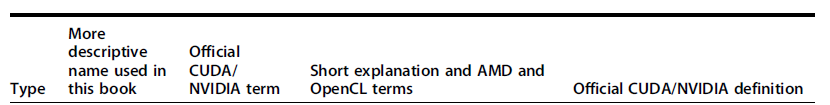 Type
More
descriptive
name used in
this book
Official
CUDA/
NVIDIA term
Short explanation and AMD and
OpenCL terms
Official CUDA/NVIDIA definition